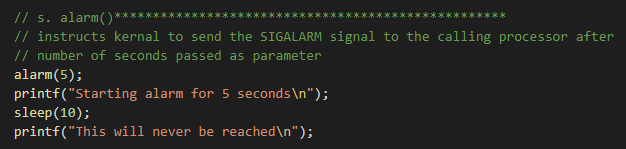 // s. alarm()***************************************************
// instructs kernal to send the SIGALARM signal to the calling processor after
// number of seconds passed as parameter
alarm(5);
printf("Starting alarm for 5 seconds\n");
sleep(10);
printf("This will never be reached\n");